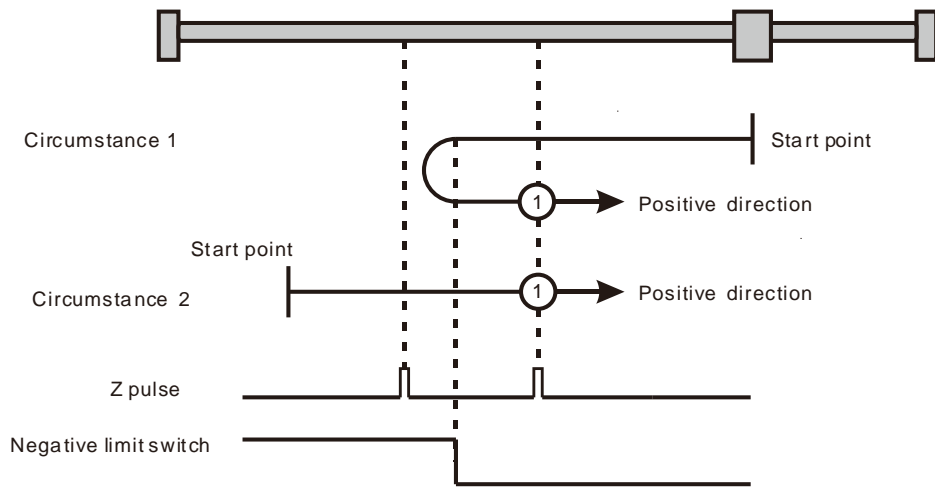 Circumstance 1
Start point
1
Positive direction
Start point
Circumstance 2
1
Positive direction
Z pulse
Negative limit switch